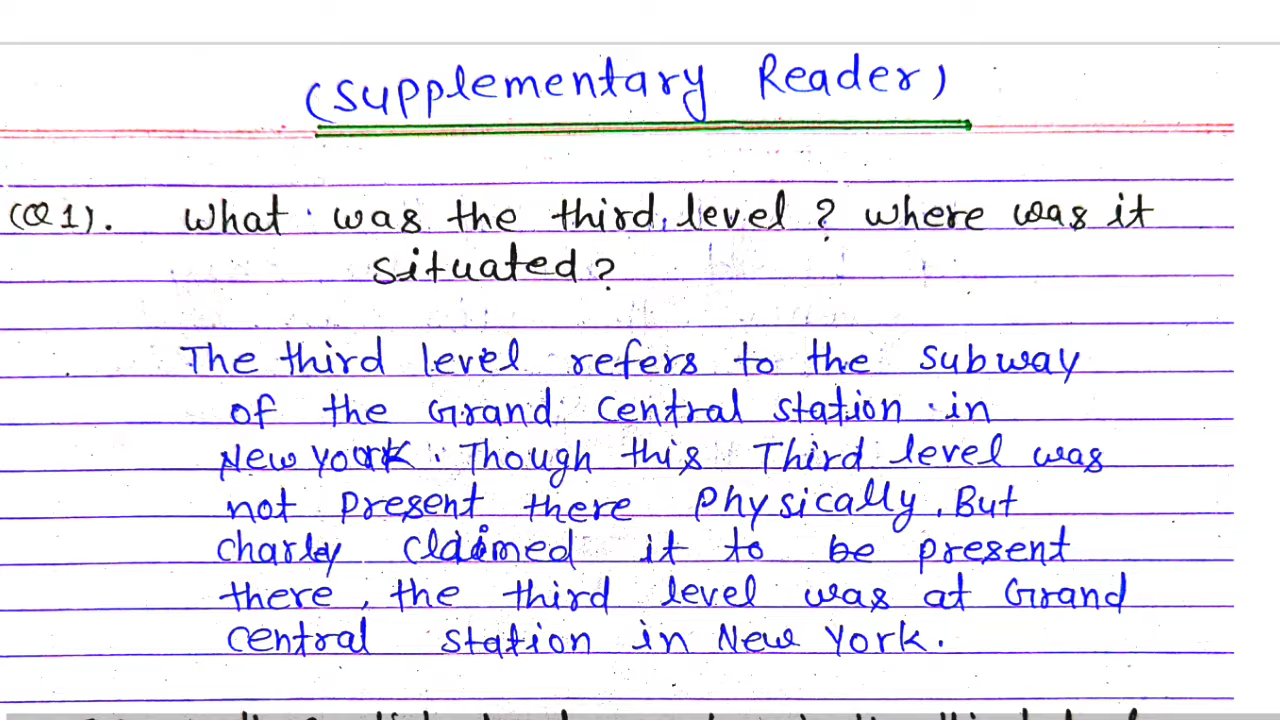 (Supplementary Reader)
(Q1). What was the third level? where was it
situated?
The third level refers to the subway
of the Grand Central station in
New York. Though this Third level was
not present there physically. But
charley claimed it to be present
there, the third level was at Grand
central station in New York.